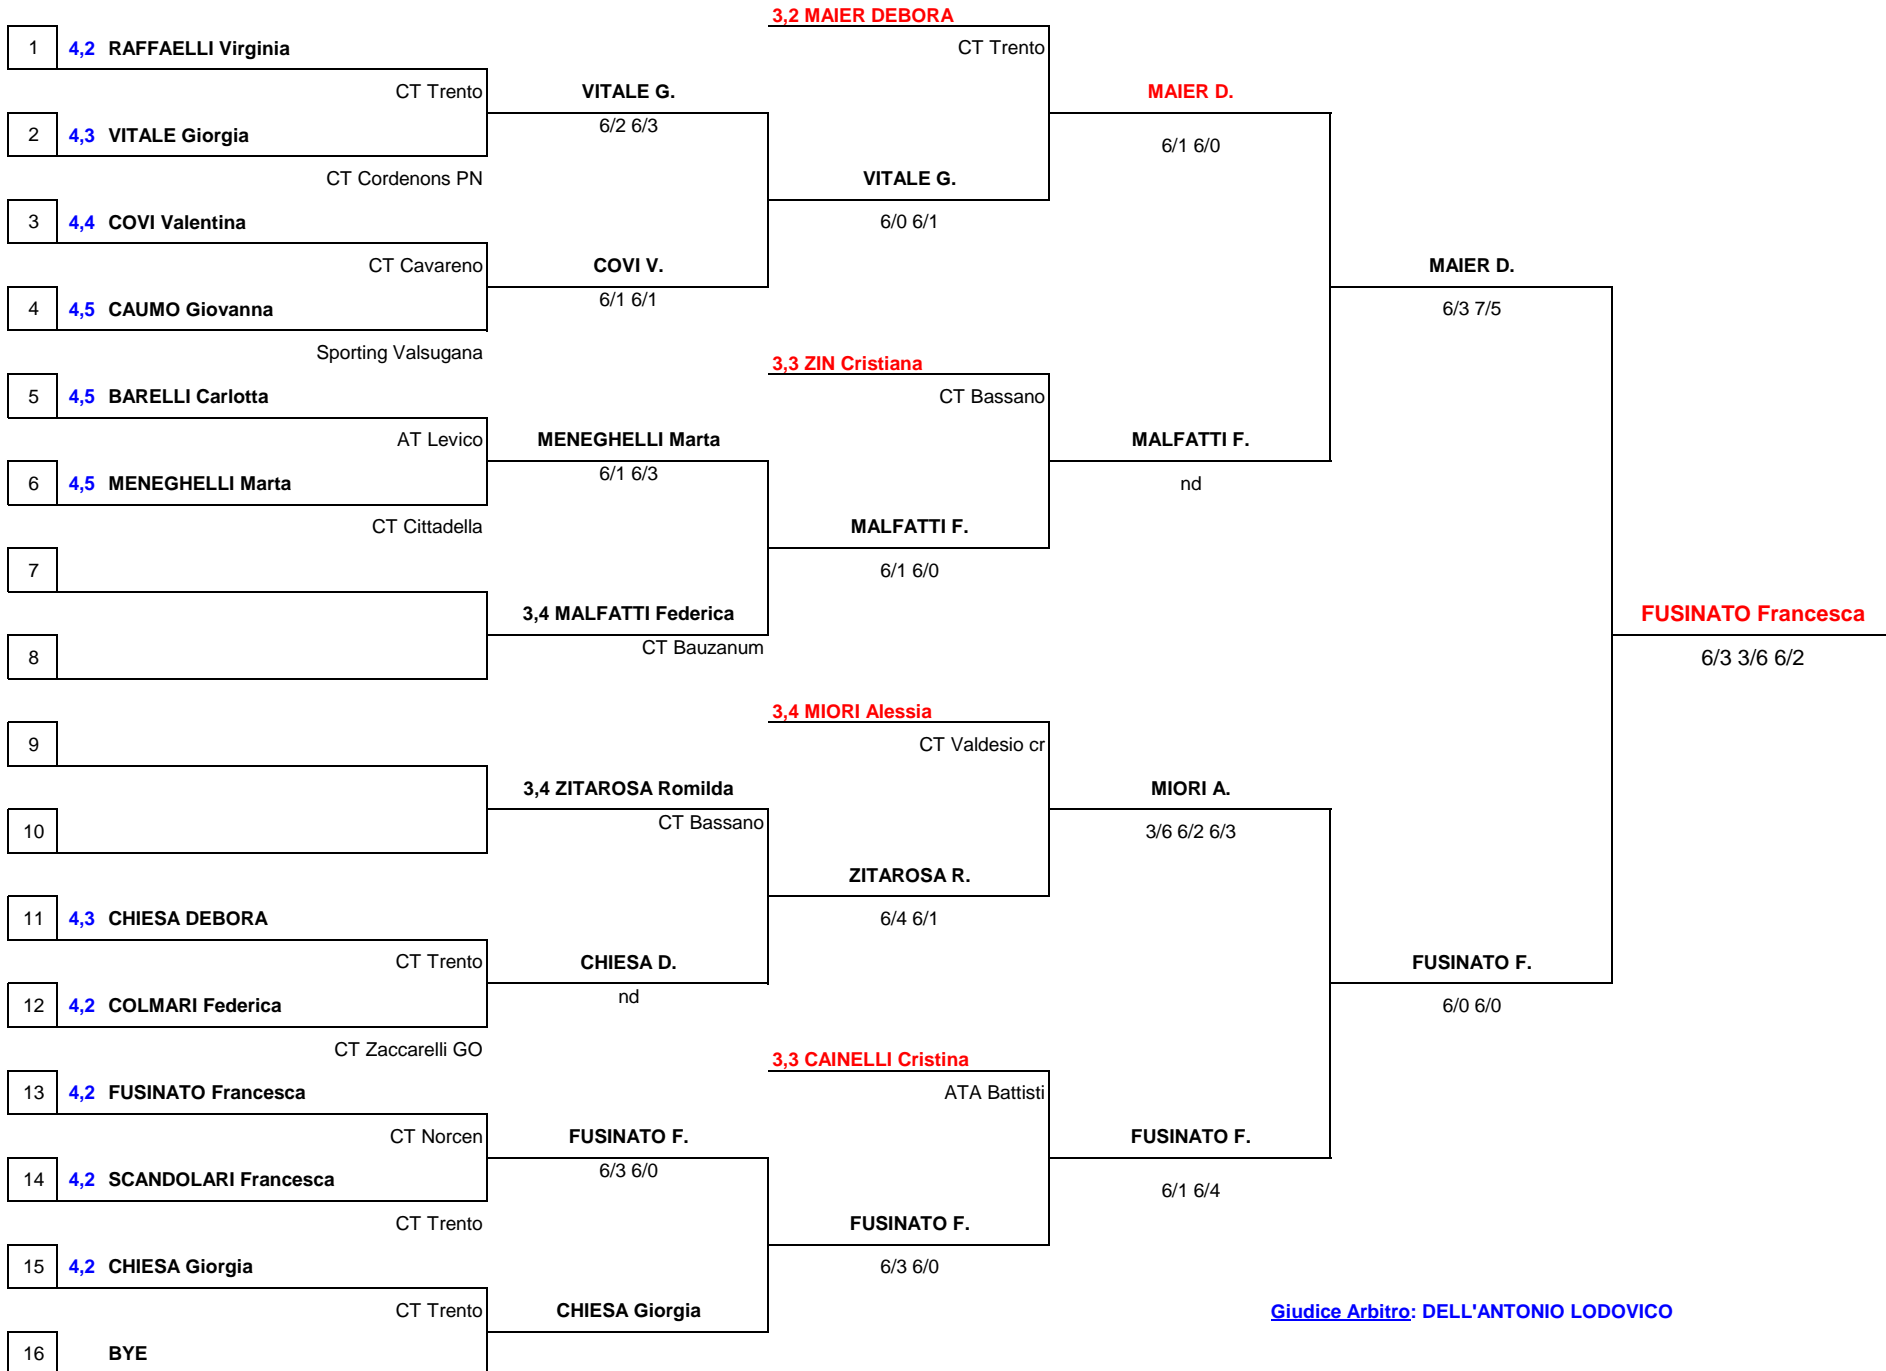 3,2 MAIER DEBORA
1 4,2 RAFFAELLI Virginia
CT Trento
CT Trento
VITALE G.
MAIER D.
2 4,3 VITALE Giorgia
6/2 6/3
6/1 6/0
CT Cordenons PN
VITALE G.
3 4,4 COVI Valentina
6/0 6/1
CT Cavareno
COVI V.
MAIER D.
4 4,5 CAUMO Giovanna
6/1 6/1
6/3 7/5
Sporting Valsugana
3,3 ZIN Cristiana
5 4,5 BARELLI Carlotta
CT Bassano
AT Levico
MENEGHELLI Marta
MALFATTI F.
6 4,5 MENEGHELLI Marta
6/1 6/3
nd
CT Cittadella
MALFATTI F.
7
6/1 6/0
3,4 MALFATTI Federica
FUSINATO Francesca
8
CT Bauzanum
6/3 3/6 6/2
3,4 MIORI Alessia
9
CT Valdesio cr
3,4 ZITAROSA Romilda
MIORI A.
10
CT Bassano
3/6 6/2 6/3
ZITAROSA R.
11 4,3 CHIESA DEBORA
6/4 6/1
CT Trento
CHIESA D.
FUSINATO F.
12 4,2 COLMARI Federica
nd
6/0 6/0
CT Zaccarelli GO
3,3 CAINELLI Cristina
13 4,2 FUSINATO Francesca
ATA Battisti
CT Norcen
FUSINATO F.
FUSINATO F.
14 4,2 SCANDOLARI Francesca
6/3 6/0
6/1 6/4
CT Trento
FUSINATO F.
15 4,2 CHIESA Giorgia
6/3 6/0
CT Trento
CHIESA Giorgia
Giudice Arbitro: DELL'ANTONIO LODOVICO
16 BYE